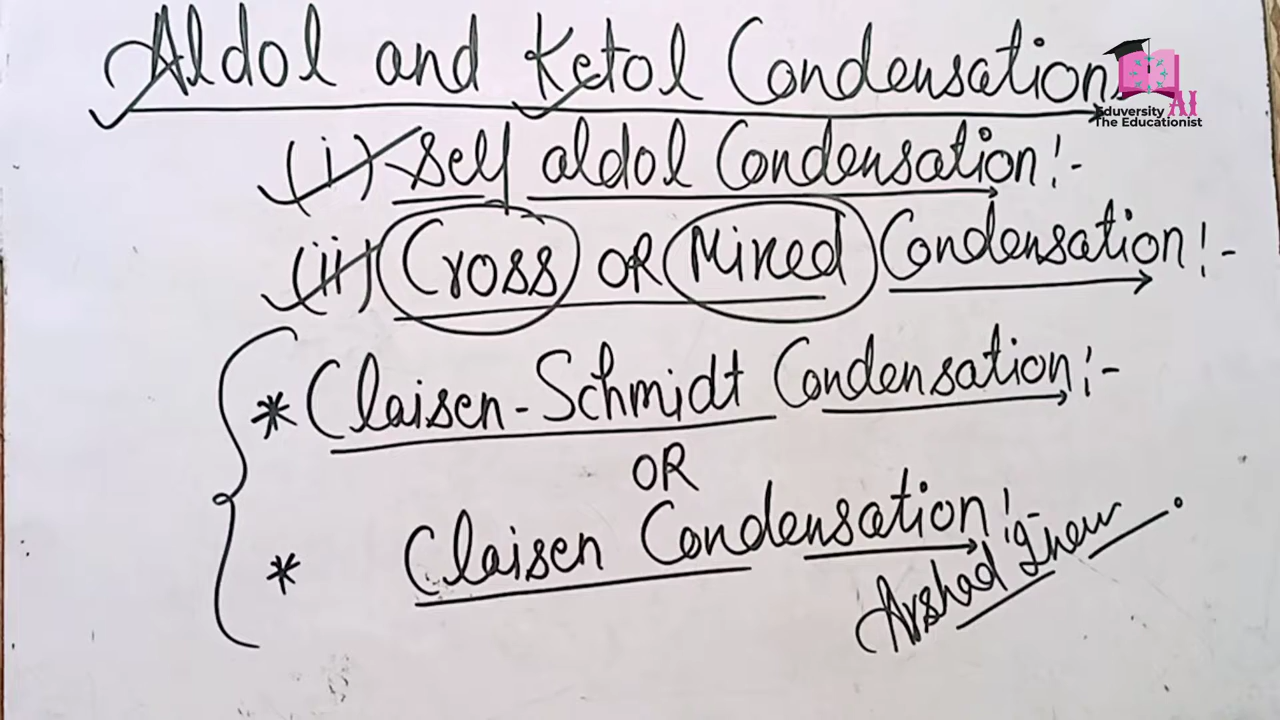 Aldol and Ketol Condensation
Eduversity AI
The Educationist
(i) Self aldol Condensation:-
(ii) Cross OR Mixed Condensation:-
* Claisen-Schmidt Condensation:-
OR
* Claisen Condensation:-
Arshad